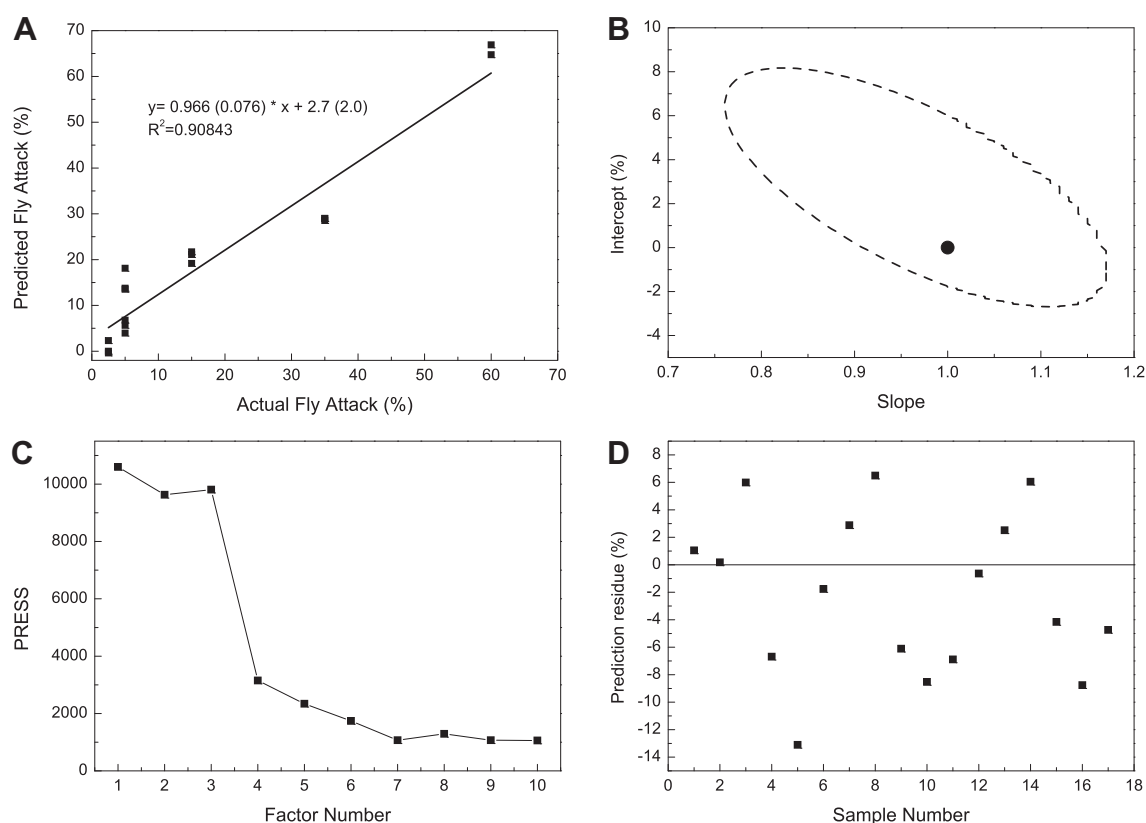 A
70
60
50
40
30
20
10
0
y= 0.966 (0.076) * x + 2.7 (2.0)
R²=0.90843
Predicted Fly Attack (%)
0 10 20 30 40 50 60 70
Actual Fly Attack (%)
B
10
8
6
4
2
0
-2
-4
Intercept (%)
0.7 0.8 0.9 1.0 1.1 1.2
Slope
C
10000
8000
6000
4000
2000
0
PRESS
1 2 3 4 5 6 7 8 9 10
Factor Number
D
8
6
4
2
0
-2
-4
-6
-8
-10
-12
-14
Prediction residue (%)
0 2 4 6 8 10 12 14 16 18
Sample Number